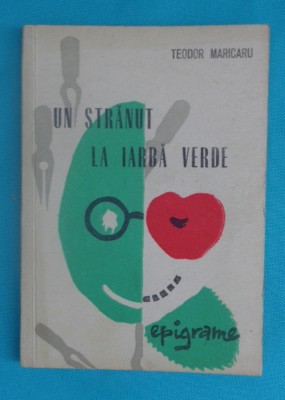 TEODOR MARICARU
UN STRĂNUT
LA IARBĂ VERDE
epigrame